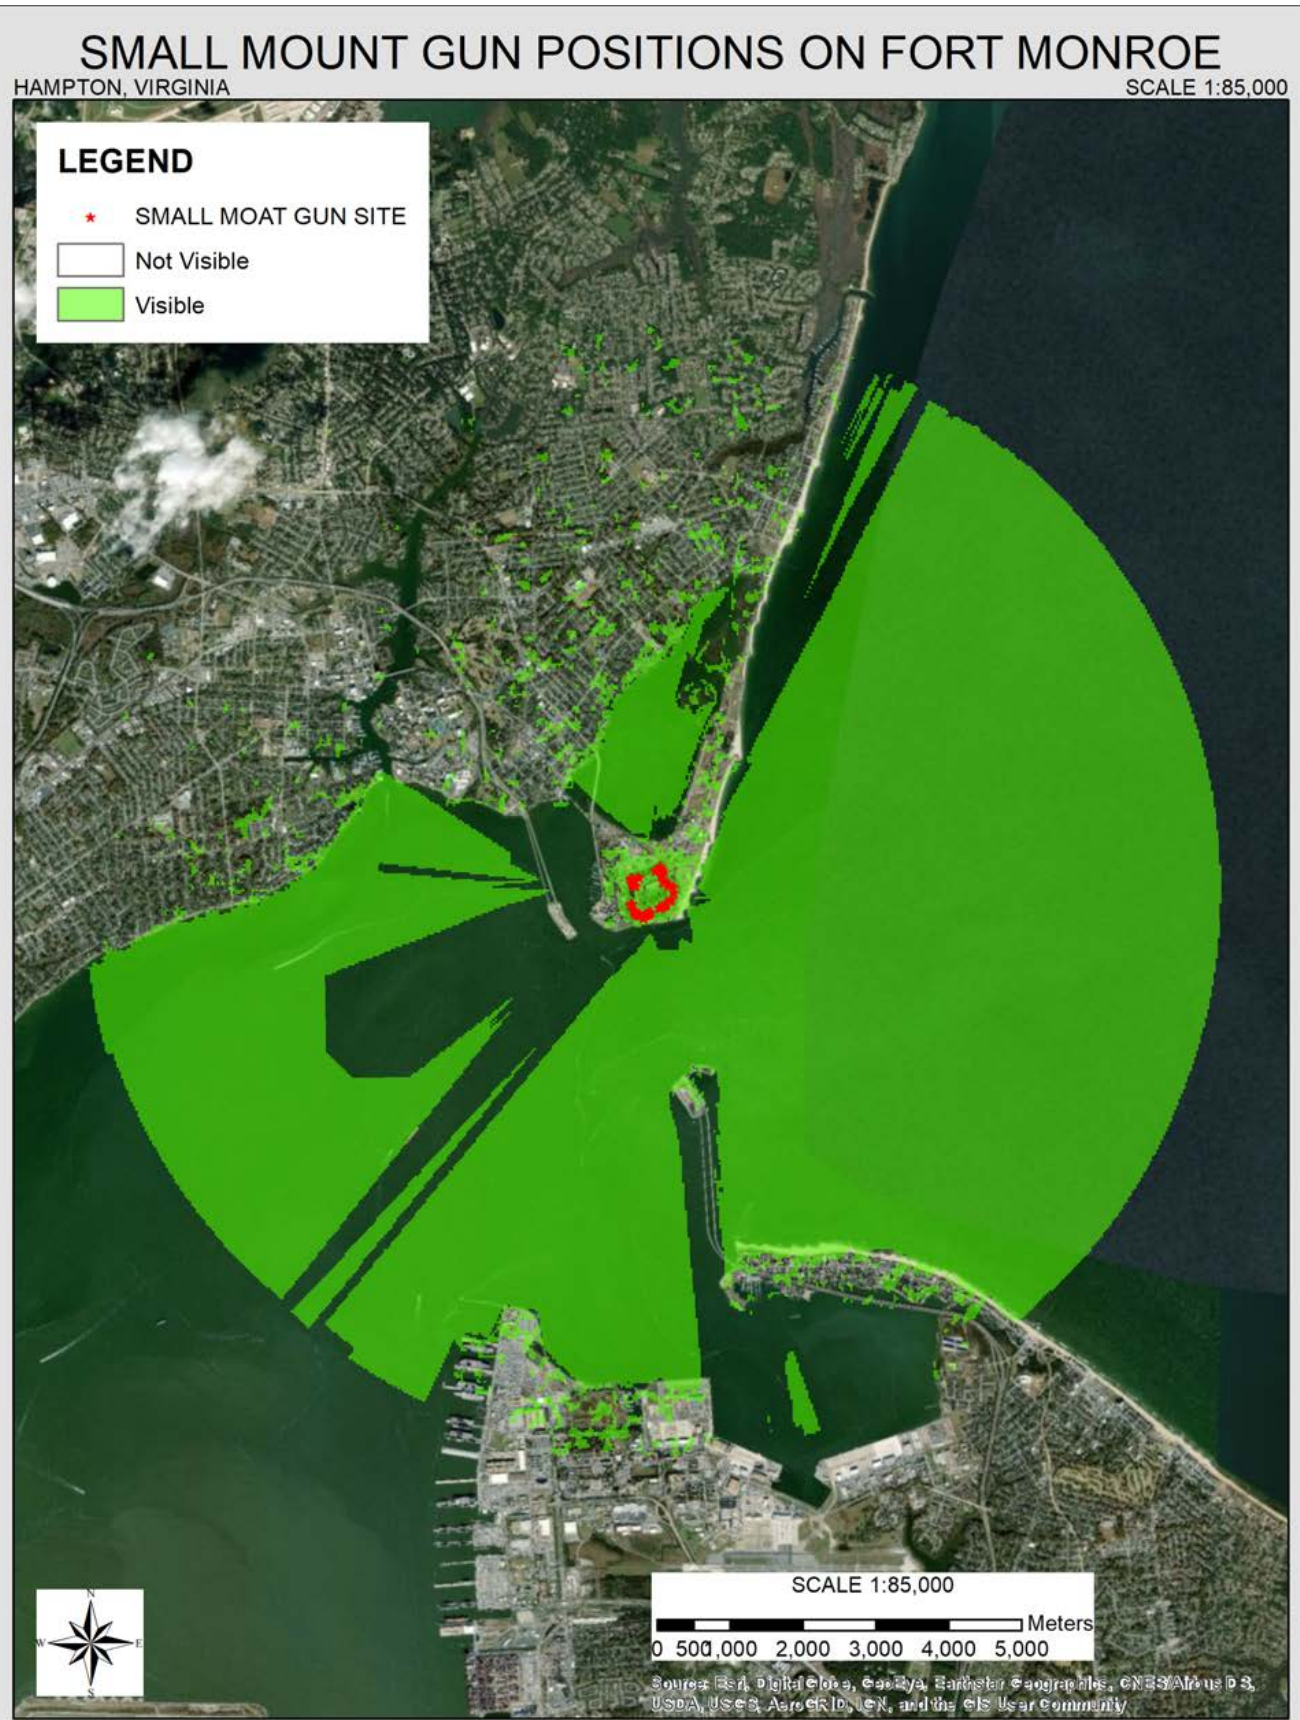 SMALL MOUNT GUN POSITIONS ON FORT MONROE
HAMPTON, VIRGINIA
SCALE 1:85,000
LEGEND
SMALL MOAT GUN SITE
Not Visible
Visible
N
W E
S
SCALE 1:85,000
Meters
0 500 1,000 2,000 3,000 4,000 5,000
Source: Esri, DigitalGlobe, GeoEye, Earthstar Geographics, CNES/Airbus DS,
USDA, USGS, AeroGRID, IGN, and the GIS User Community